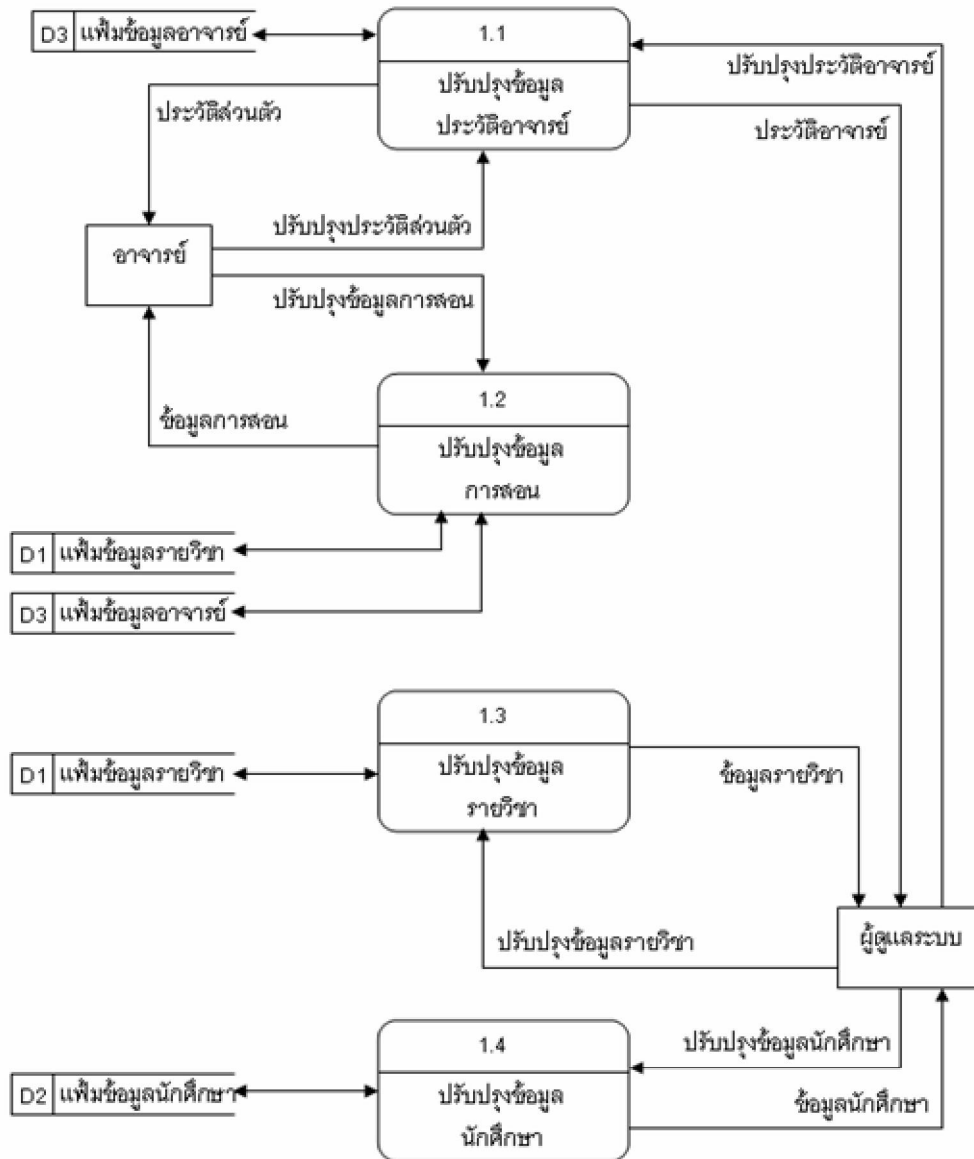 D3 แฟ้มข้อมูลอาจารย์
1.1
ปรับปรุงข้อมูล
ประวัติอาจารย์
ปรับปรุงประวัติอาจารย์
ประวัติส่วนตัว
ประวัติอาจารย์
อาจารย์
ปรับปรุงประวัติส่วนตัว
ปรับปรุงข้อมูลการสอน
1.2
ปรับปรุงข้อมูล
การสอน
ข้อมูลการสอน
D1 แฟ้มข้อมูลรายวิชา
D3 แฟ้มข้อมูลอาจารย์
1.3
ปรับปรุงข้อมูล
รายวิชา
D1 แฟ้มข้อมูลรายวิชา
ข้อมูลรายวิชา
ปรับปรุงข้อมูลรายวิชา
ผู้ดูแลระบบ
1.4
ปรับปรุงข้อมูล
นักศึกษา
ปรับปรุงข้อมูลนักศึกษา
D2 แฟ้มข้อมูลนักศึกษา
ข้อมูลนักศึกษา